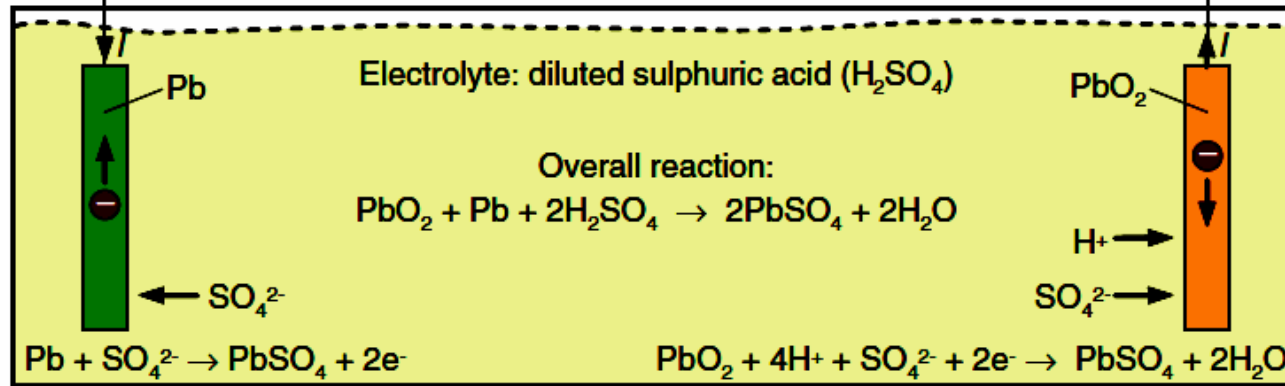 I
I
Pb
Electrolyte: diluted sulphuric acid (H₂SO₄)
PbO₂
Overall reaction:
PbO₂ + Pb + 2H₂SO₄ → 2PbSO₄ + 2H₂O
H⁺
SO₄²⁻
SO₄²⁻
Pb + SO₄²⁻ → PbSO₄ + 2e⁻
PbO₂ + 4H⁺ + SO₄²⁻ + 2e⁻ → PbSO₄ + 2H₂O